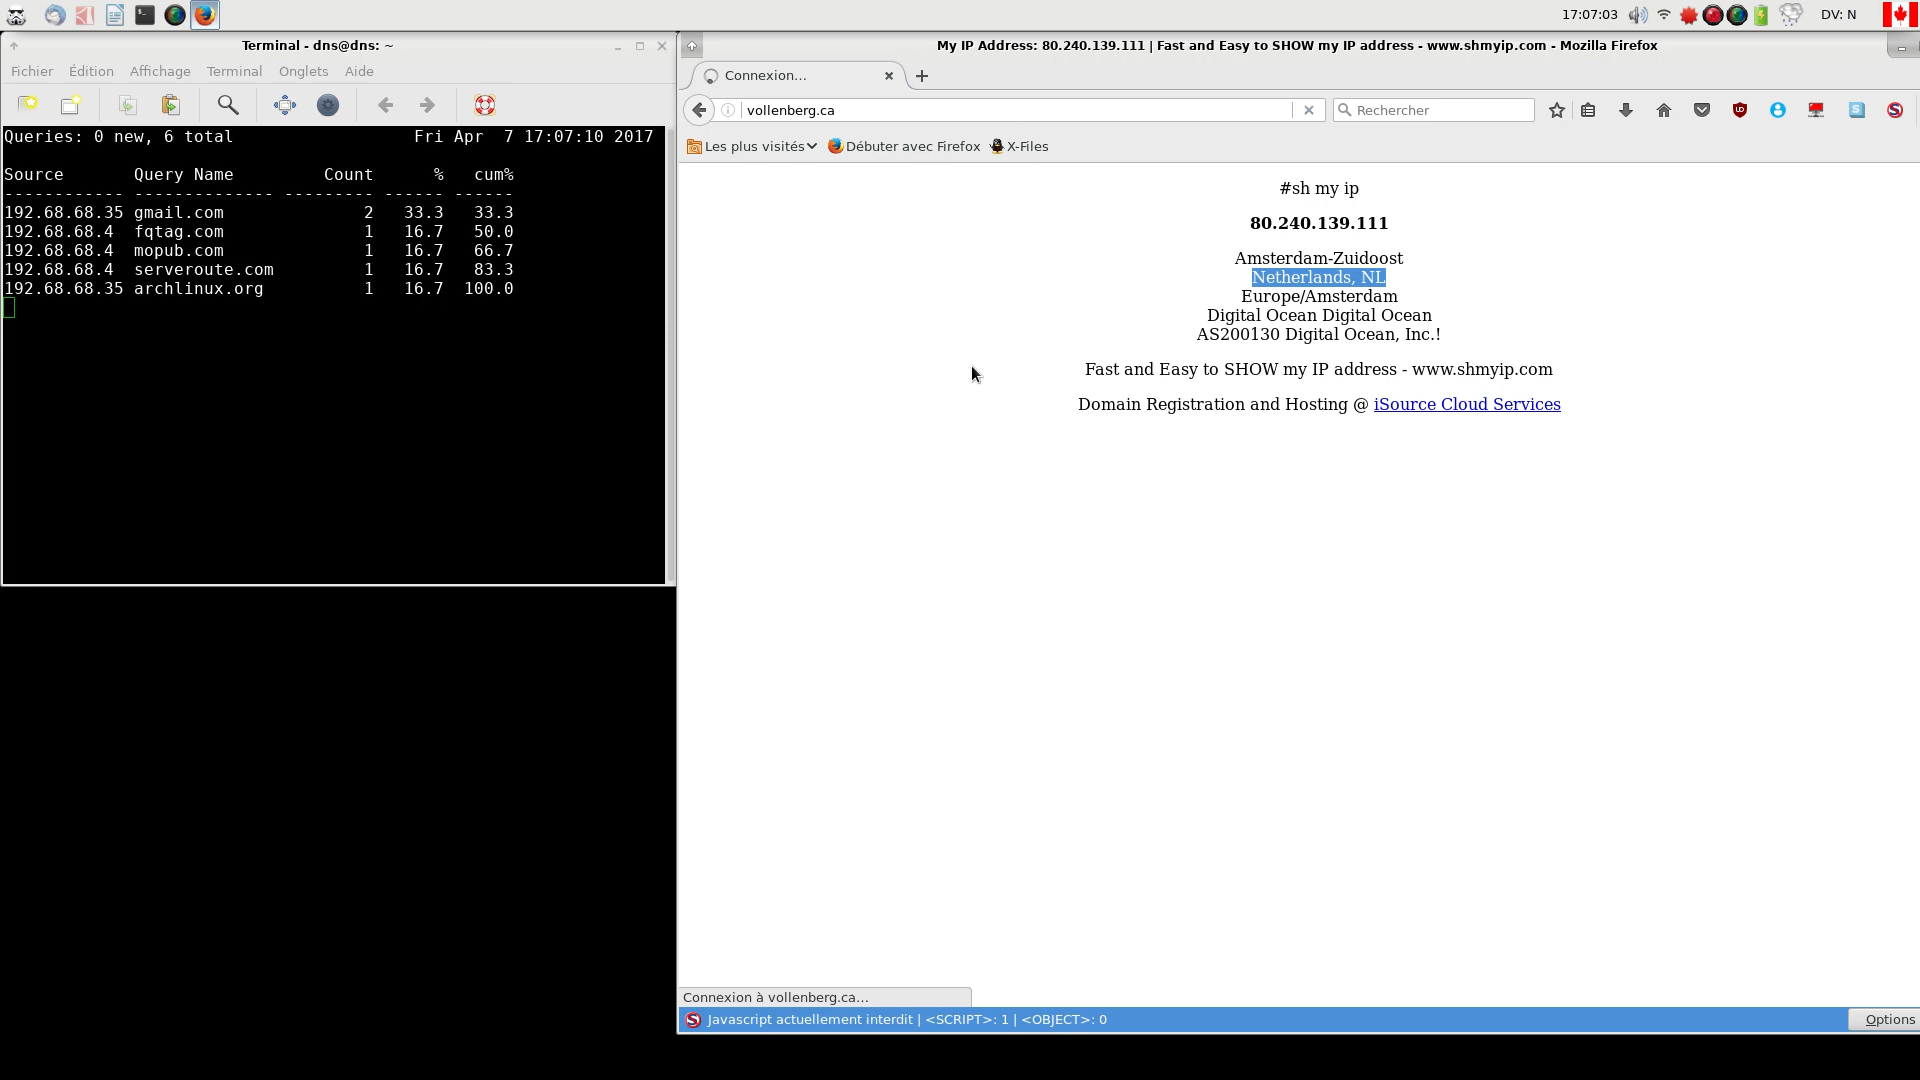 17:07:03
DV: N
Terminal - dns@dns: ~
Fichier Édition Affichage Terminal Onglets Aide
Queries: 0 new, 6 total Fri Apr 7 17:07:10 2017
Source Query Name Count % cum%
------------ -------------- --------- ------ ------
192.68.68.35 gmail.com 2 33.3 33.3
192.68.68.4 fqtag.com 1 16.7 50.0
192.68.68.4 mopub.com 1 16.7 66.7
192.68.68.4 serveroute.com 1 16.7 83.3
192.68.68.35 archlinux.org 1 16.7 100.0
My IP Address: 80.240.139.111 | Fast and Easy to SHOW my IP address - www.shmyip.com - Mozilla Firefox
Connexion…
vollenberg.ca
Rechercher
Les plus visités Débuter avec Firefox X-Files
#sh my ip
80.240.139.111
Amsterdam-Zuidoost
Netherlands, NL
Europe/Amsterdam
Digital Ocean Digital Ocean
AS200130 Digital Ocean, Inc.!
Fast and Easy to SHOW my IP address - www.shmyip.com
Domain Registration and Hosting @ iSource Cloud Services
Connexion à vollenberg.ca…
Javascript actuellement interdit | <SCRIPT>: 1 | <OBJECT>: 0
Options